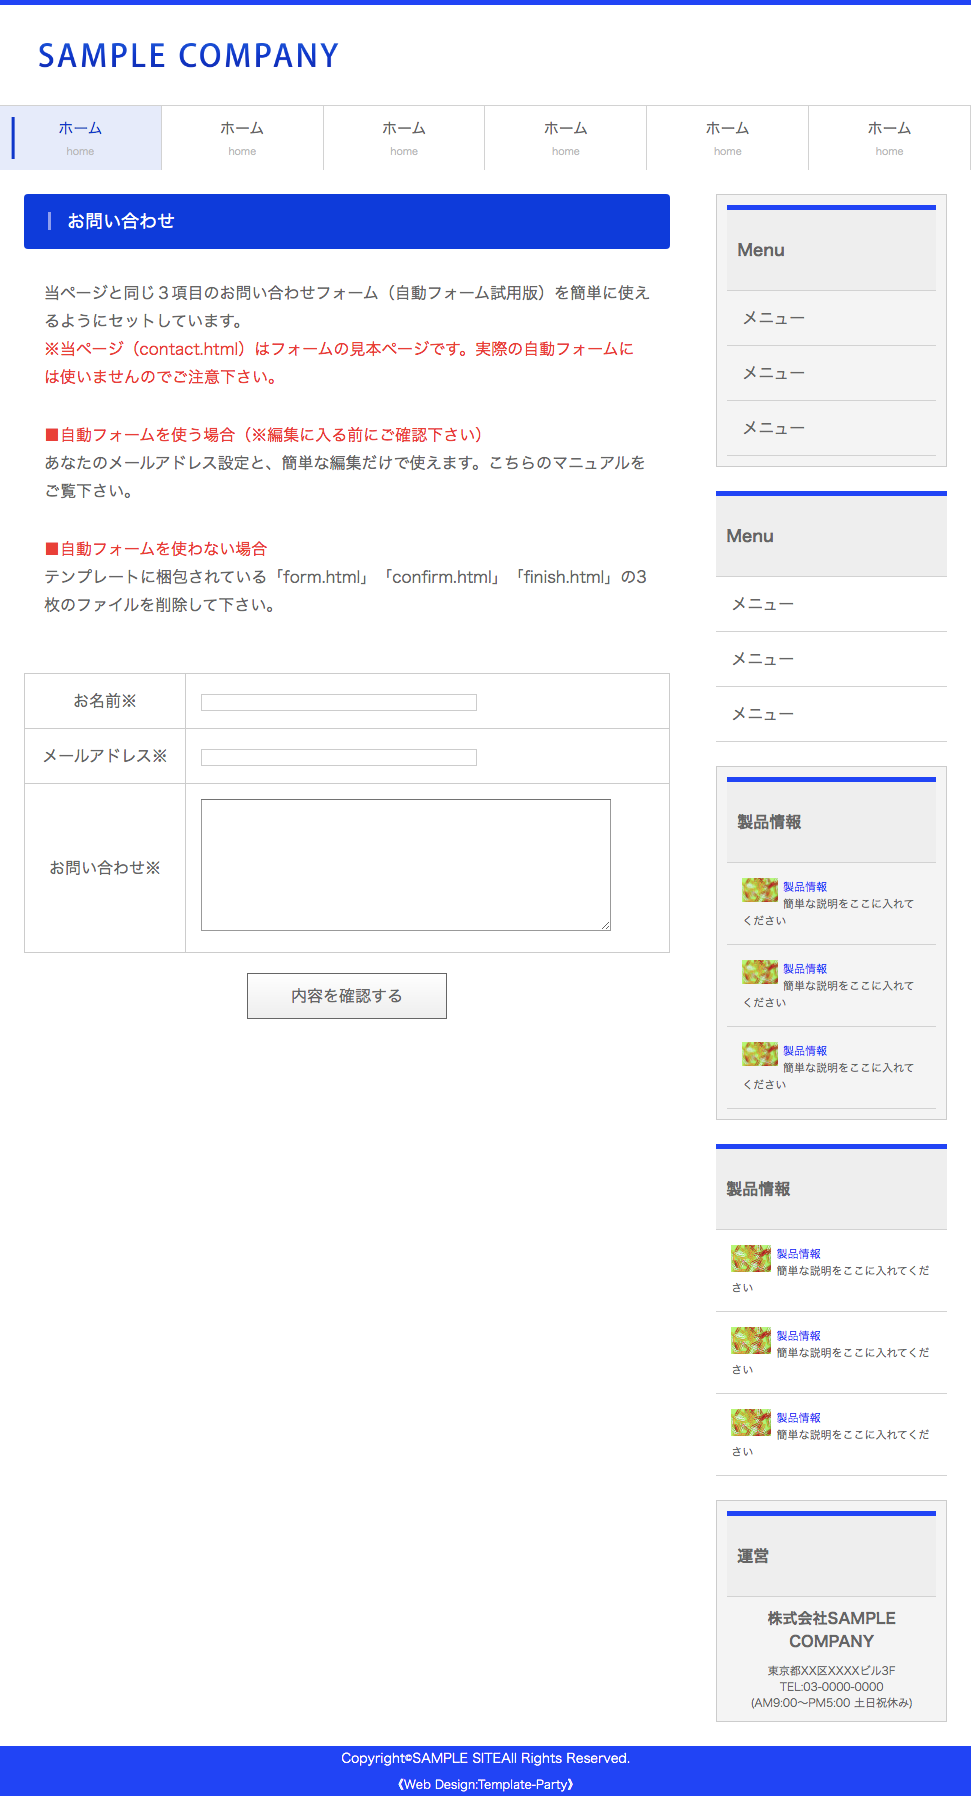 SAMPLE COMPANY
ホーム
home
ホーム
home
ホーム
home
ホーム
home
ホーム
home
ホーム
home
お問い合わせ
当ページと同じ３項目のお問い合わせフォーム（自動フォーム試用版）を簡単に使え
るようにセットしています。
※当ページ（contact.html）はフォームの見本ページです。実際の自動フォームに
は使いませんのでご注意下さい。
■自動フォームを使う場合（※編集に入る前にご確認下さい）
あなたのメールアドレス設定と、簡単な編集だけで使えます。こちらのマニュアルを
ご覧下さい。
■自動フォームを使わない場合
テンプレートに梱包されている「form.html」「confirm.html」「finish.html」の3
枚のファイルを削除して下さい。
お名前※
メールアドレス※
お問い合わせ※
内容を確認する
Menu
メニュー
メニュー
メニュー
Menu
メニュー
メニュー
メニュー
製品情報
製品情報
簡単な説明をここに入れて
ください
製品情報
簡単な説明をここに入れて
ください
製品情報
簡単な説明をここに入れて
ください
製品情報
製品情報
簡単な説明をここに入れてくだ
さい
製品情報
簡単な説明をここに入れてくだ
さい
製品情報
簡単な説明をここに入れてくだ
さい
運営
株式会社SAMPLE
COMPANY
東京都XX区XXXXビル3F
TEL:03-0000-0000
(AM9:00〜PM5:00 土日祝休み)
Copyright©SAMPLE SITEAll Rights Reserved.
《Web Design:Template-Party》